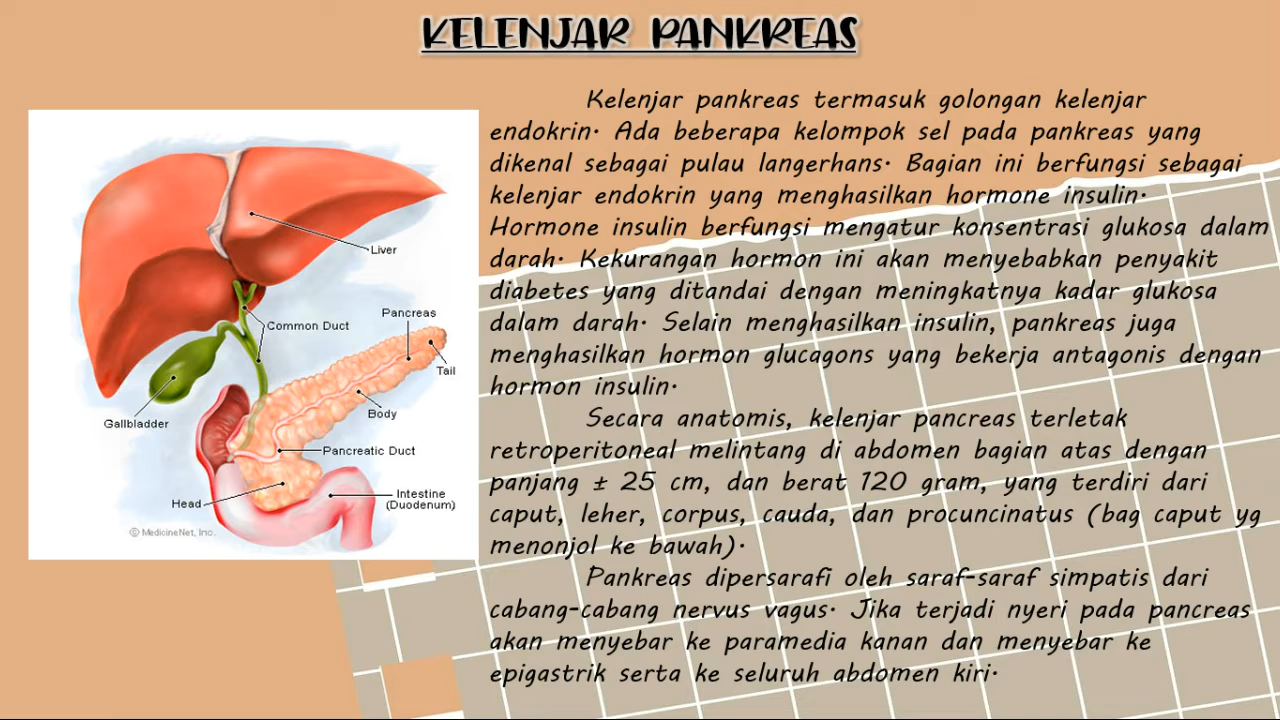 KELENJAR PANKREAS
Liver
Common Duct
Pancreas
Tail
Body
Gallbladder
Pancreatic Duct
Head
Intestine
(Duodenum)
© MedicineNet, Inc.
Kelenjar pankreas termasuk golongan kelenjar
endokrin. Ada beberapa kelompok sel pada pankreas yang
dikenal sebagai pulau langerhans. Bagian ini berfungsi sebagai
kelenjar endokrin yang menghasilkan hormone insulin.
Hormone insulin berfungsi mengatur konsentrasi glukosa dalam
darah. Kekurangan hormon ini akan menyebabkan penyakit
diabetes yang ditandai dengan meningkatnya kadar glukosa
dalam darah. Selain menghasilkan insulin, pankreas juga
menghasilkan hormon glucagons yang bekerja antagonis dengan
hormon insulin.
Secara anatomis, kelenjar pancreas terletak
retroperitoneal melintang di abdomen bagian atas dengan
panjang ± 25 cm, dan berat 120 gram, yang terdiri dari
caput, leher, corpus, cauda, dan procuncinatus (bag caput yg
menonjol ke bawah).
Pankreas dipersarafi oleh saraf-saraf simpatis dari
cabang-cabang nervus vagus. Jika terjadi nyeri pada pancreas
akan menyebar ke paramedia kanan dan menyebar ke
epigastrik serta ke seluruh abdomen kiri.